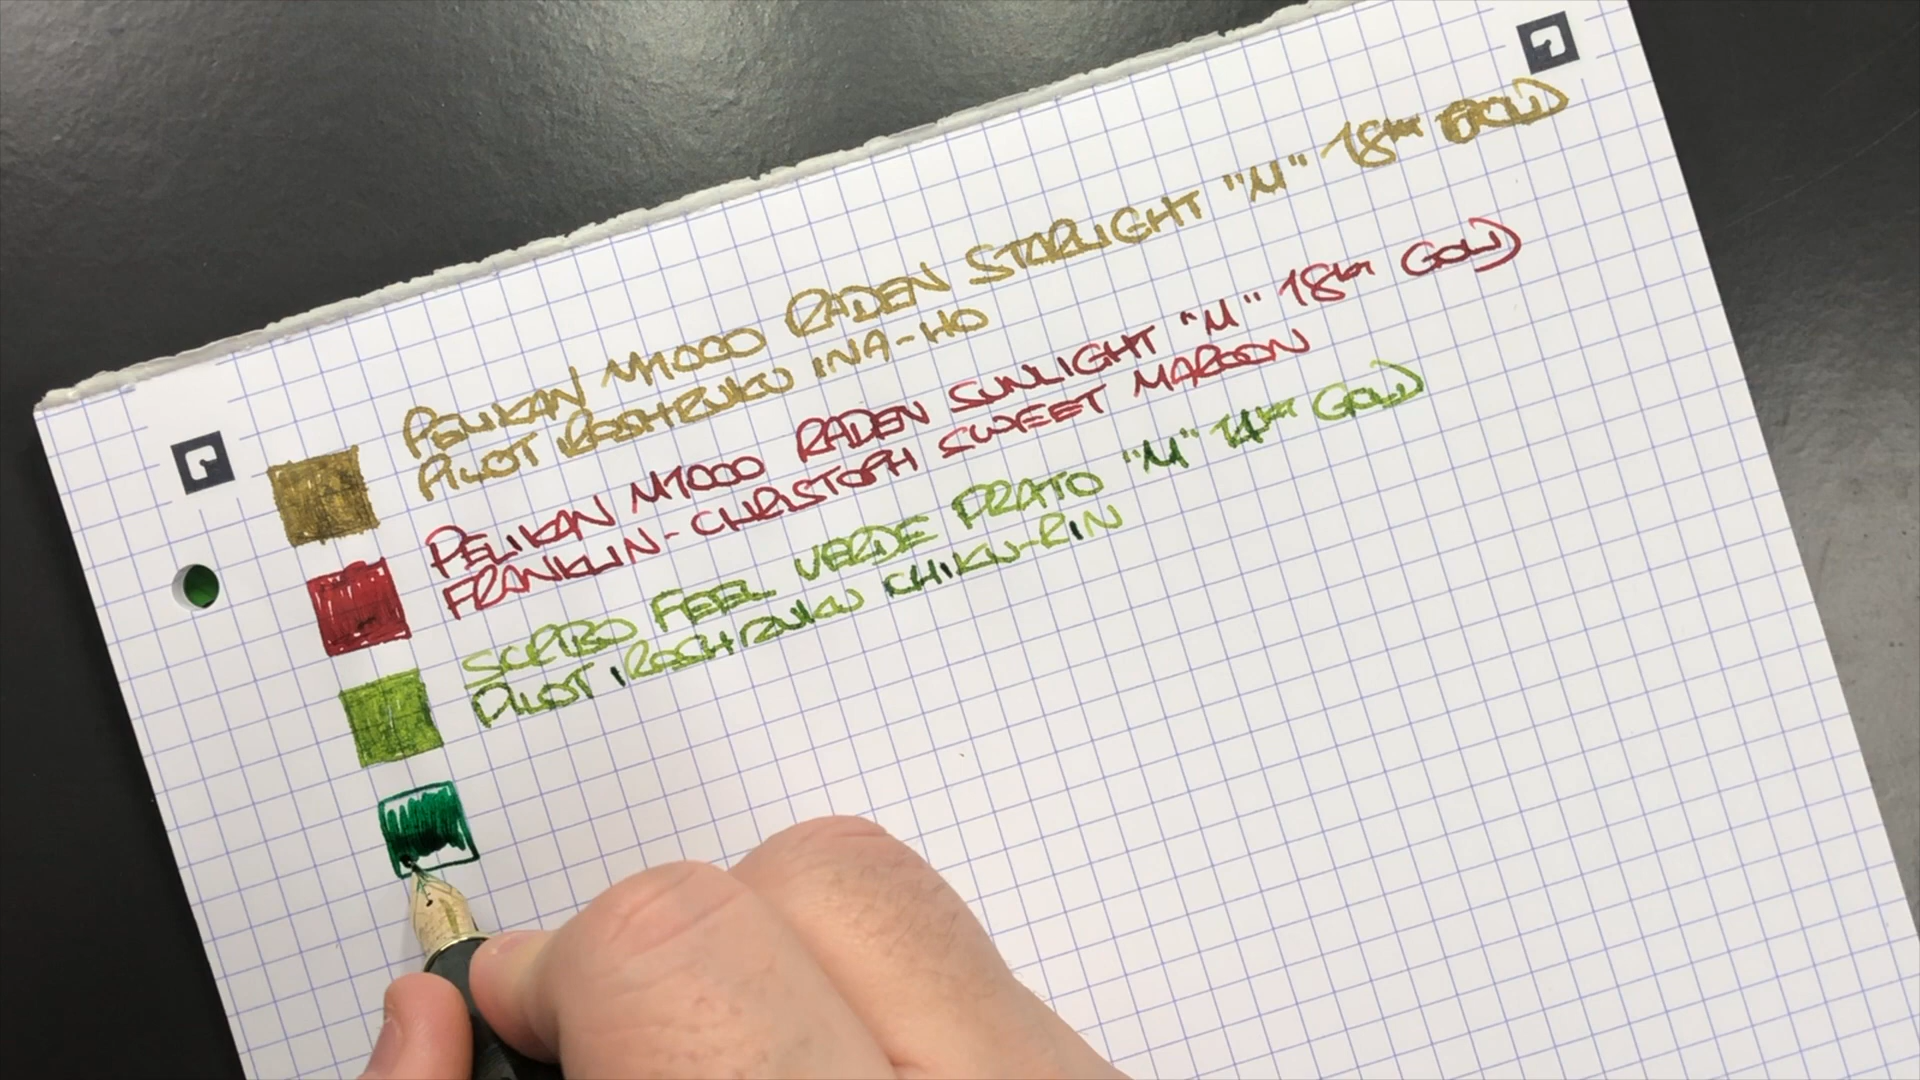 PELIKAN M1000 RADEN STARLIGHT "M" 18kt GOLD
PILOT IROSHIZUKU INA-HO
PELIKAN M1000 RADEN SUNLIGHT "M" 18kt GOLD
FRANKLIN-CHRISTOPH SWEET MAROON
SCRIBO FEEL VERDE PRATO "M" 14kt GOLD
PILOT IROSHIZUKU CHIKU-RIN